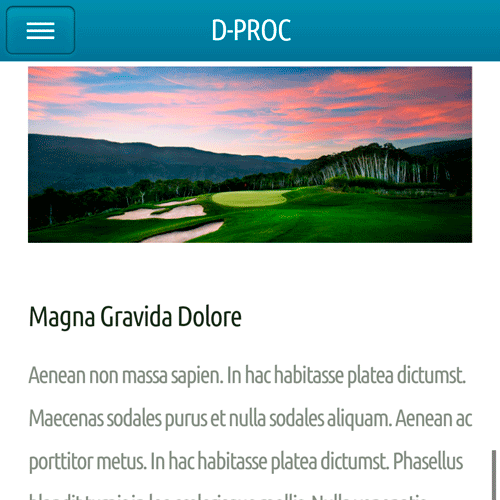 D-PROC
Magna Gravida Dolore
Aenean non massa sapien. In hac habitasse platea dictumst.
Maecenas sodales purus et nulla sodales aliquam. Aenean ac
porttitor metus. In hac habitasse platea dictumst. Phasellus